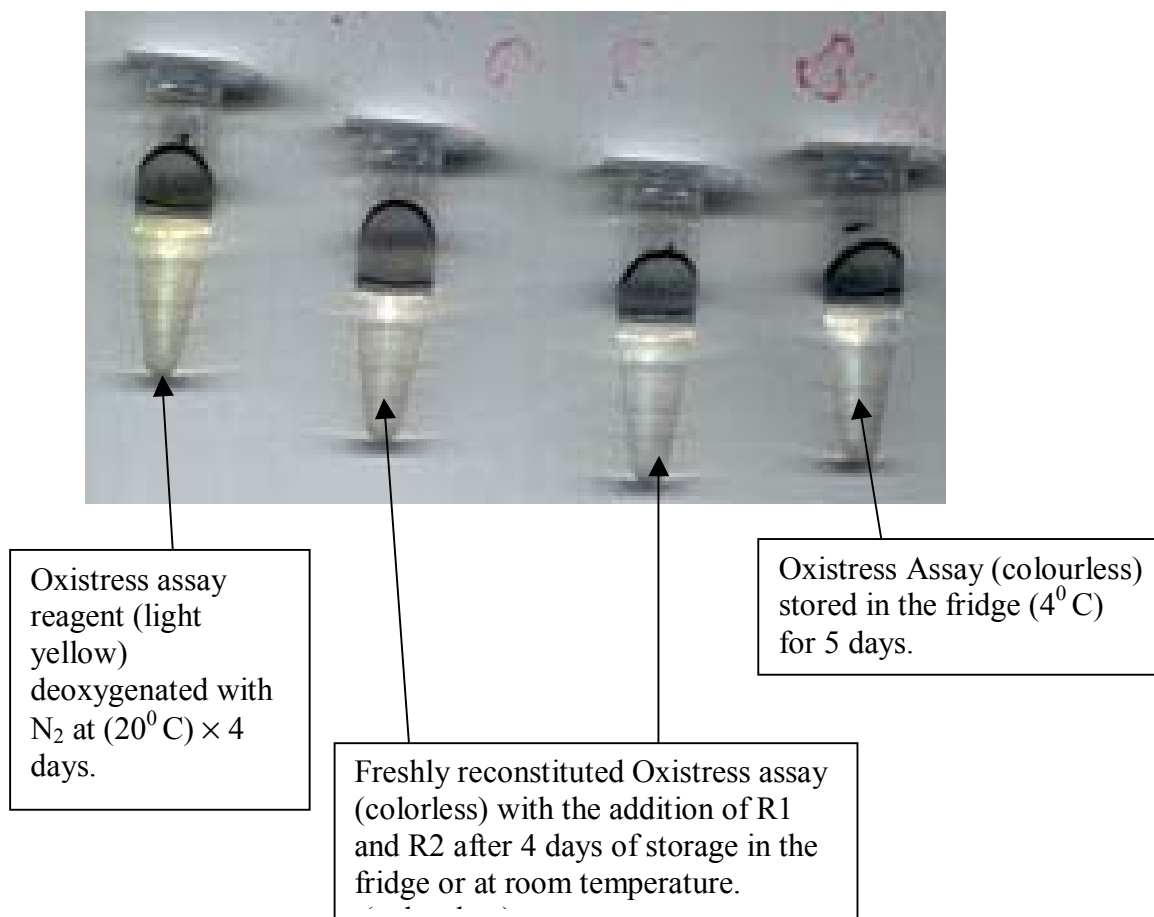 Oxistress assay
reagent (light
yellow)
deoxygenated with
N₂ at (20⁰ C) × 4
days.
Freshly reconstituted Oxistress assay
(colorless) with the addition of R1
and R2 after 4 days of storage in the
fridge or at room temperature.
Oxistress Assay (colourless)
stored in the fridge (4⁰ C)
for 5 days.